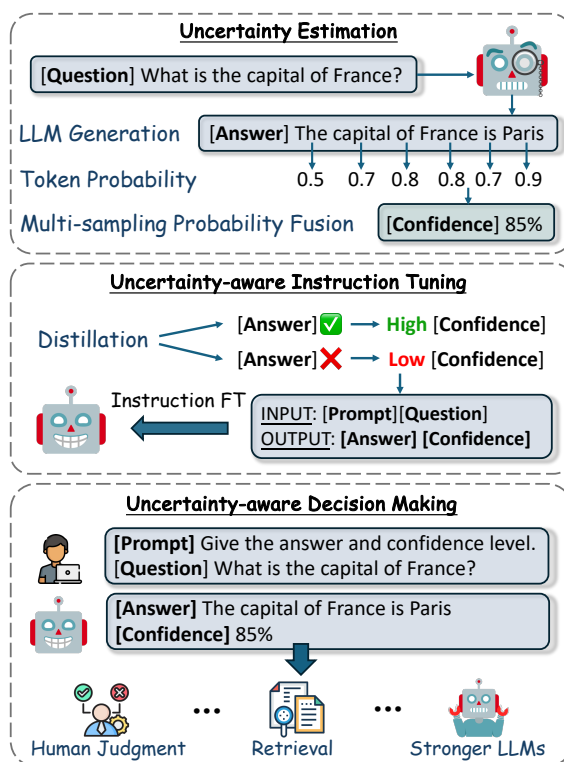 Uncertainty Estimation
[Question] What is the capital of France?
LLM Generation
[Answer] The capital of France is Paris
Token Probability
0.5 0.7 0.8 0.8 0.7 0.9
Multi-sampling Probability Fusion
[Confidence] 85%
Uncertainty-aware Instruction Tuning
Distillation
[Answer] High [Confidence]
[Answer] Low [Confidence]
Instruction FT
INPUT: [Prompt][Question]
OUTPUT: [Answer] [Confidence]
Uncertainty-aware Decision Making
[Prompt] Give the answer and confidence level.
[Question] What is the capital of France?
[Answer] The capital of France is Paris
[Confidence] 85%
... ...
Human Judgment Retrieval Stronger LLMs